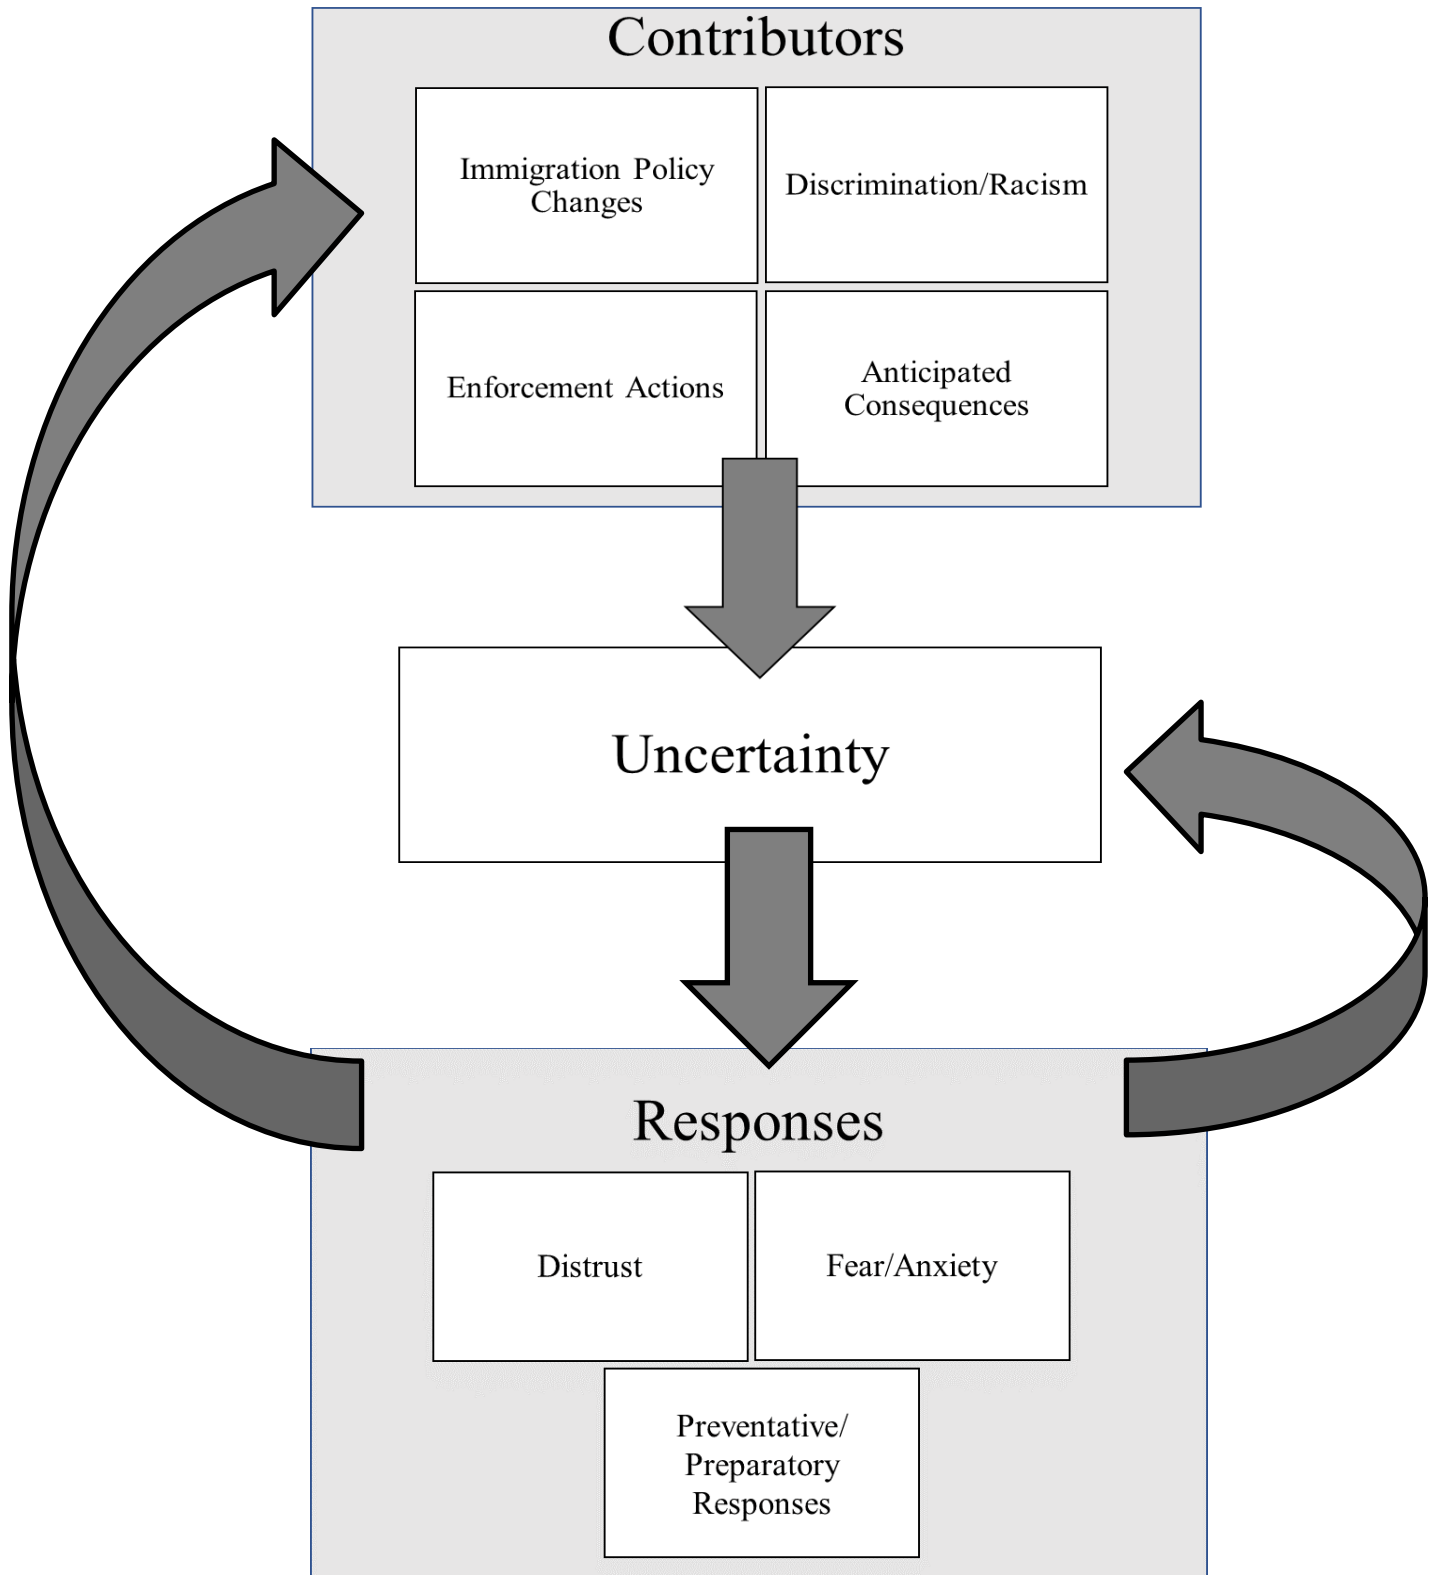 Contributors
Immigration Policy
Changes
Discrimination/Racism
Enforcement Actions
Anticipated
Consequences
Uncertainty
Responses
Distrust
Fear/Anxiety
Preventative/
Preparatory
Responses